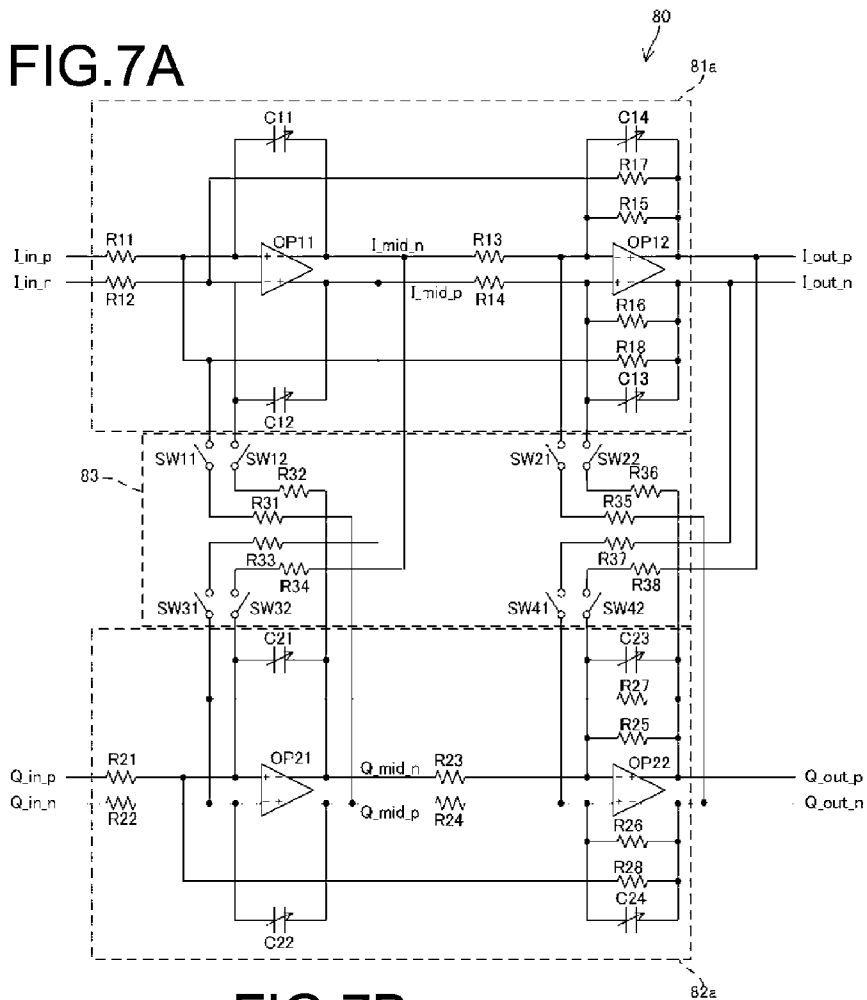 80
FIG.7A
81a
C11
C14
R17
R15
R11
OP11
I_mid_n
R13
OP12
I_in_p
I_out_p
I_in_n
I_out_n
R12
I_mid_p
R14
R16
R18
C12
C13
83
SW11
SW12
R32
SW21
SW22
R36
R31
R35
R33
R34
R37
R38
SW31
SW32
SW41
SW42
C21
C23
R27
R25
R21
OP21
Q_mid_n
R23
OP22
Q_in_p
Q_out_p
Q_in_n
Q_out_n
R22
Q_mid_p
R24
R26
R28
C22
C24
82a